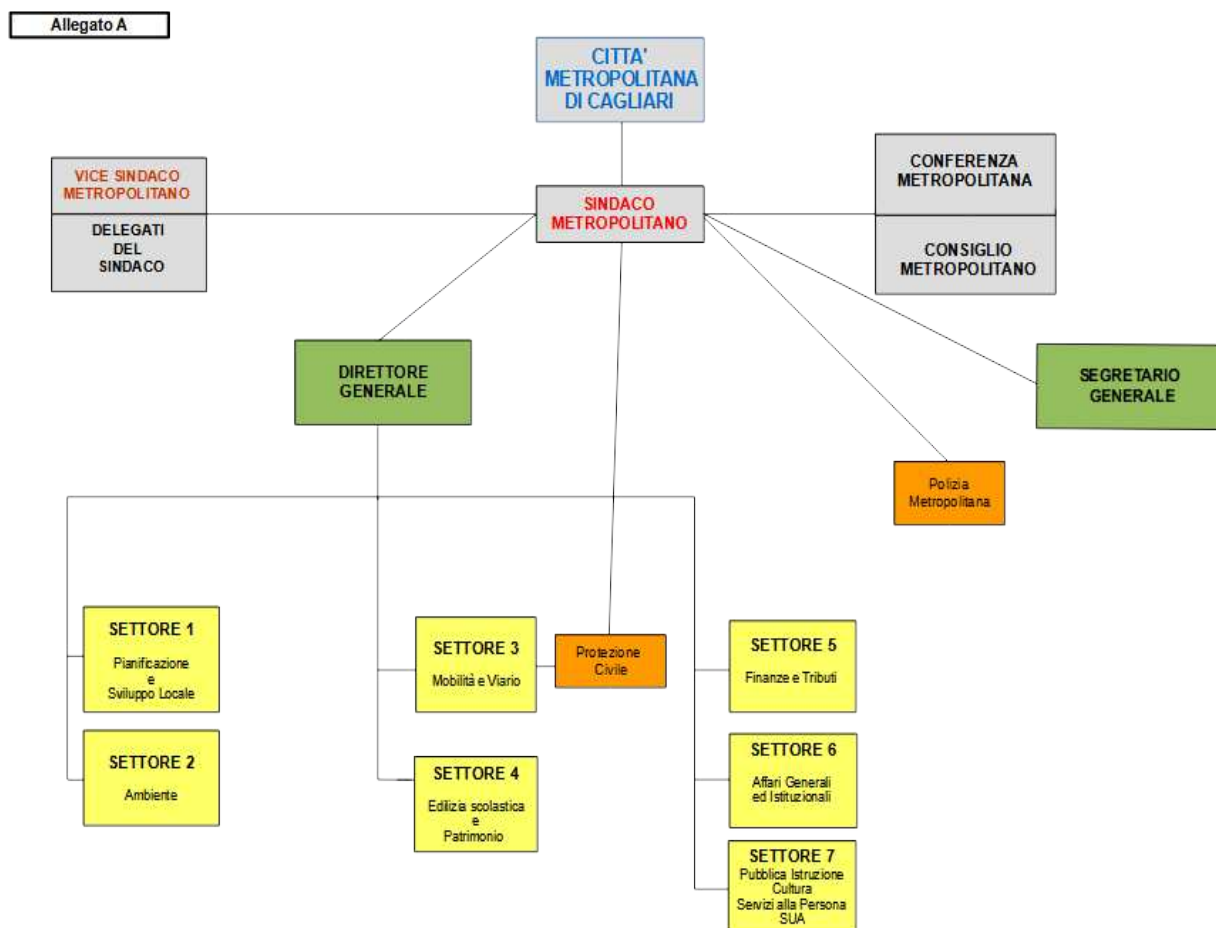 Allegato A
CITTA'
METROPOLITANA
DI CAGLIARI
VICE SINDACO
METROPOLITANO
DELEGATI
DEL
SINDACO
SINDACO
METROPOLITANO
CONFERENZA
METROPOLITANA
CONSIGLIO
METROPOLITANO
DIRETTORE
GENERALE
SEGRETARIO
GENERALE
Polizia
Metropolitana
SETTORE 1
Pianificazione
e
Sviluppo Locale
SETTORE 2
Ambiente
SETTORE 3
Mobilità e Viario
Protezione
Civile
SETTORE 4
Edilizia scolastica
e
Patrimonio
SETTORE 5
Finanze e Tributi
SETTORE 6
Affari Generali
ed Istituzionali
SETTORE 7
Pubblica Istruzione
Cultura
Servizi alla Persona
SUA